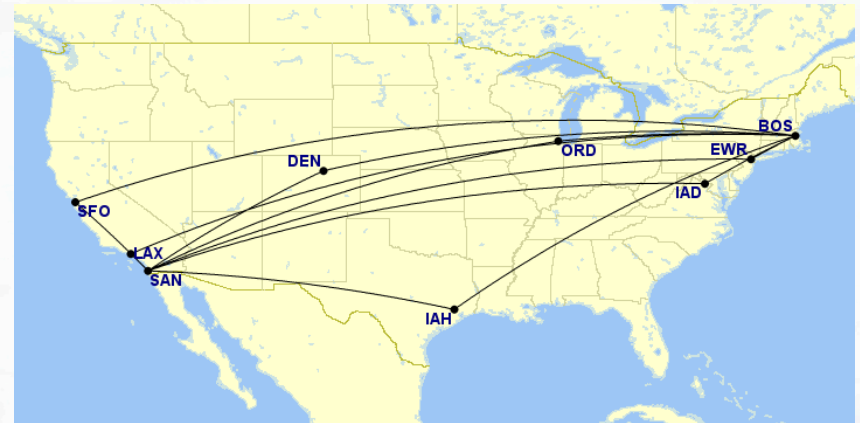 BOS
EWR
ORD
DEN
IAD
SFO
LAX
SAN
IAH